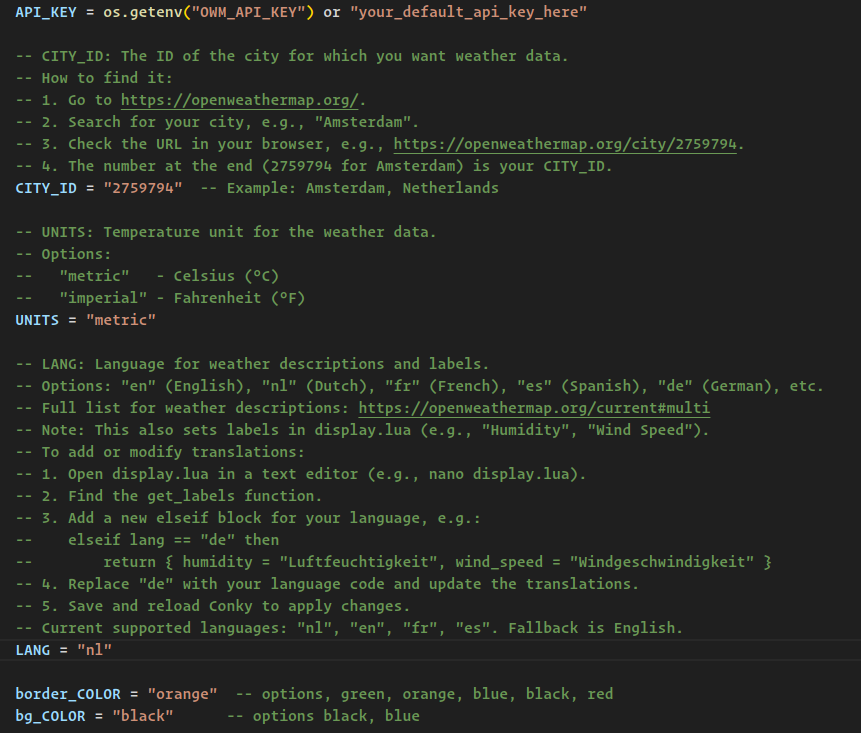 API_KEY = os.getenv("OWM_API_KEY") or "your_default_api_key_here"
-- CITY_ID: The ID of the city for which you want weather data.
-- How to find it:
-- 1. Go to https://openweathermap.org/.
-- 2. Search for your city, e.g., "Amsterdam".
-- 3. Check the URL in your browser, e.g., https://openweathermap.org/city/2759794.
-- 4. The number at the end (2759794 for Amsterdam) is your CITY_ID.
CITY_ID = "2759794"  -- Example: Amsterdam, Netherlands
-- UNITS: Temperature unit for the weather data.
-- Options:
--   "metric"   - Celsius (°C)
--   "imperial" - Fahrenheit (°F)
UNITS = "metric"
-- LANG: Language for weather descriptions and labels.
-- Options: "en" (English), "nl" (Dutch), "fr" (French), "es" (Spanish), "de" (German), etc.
-- Full list for weather descriptions: https://openweathermap.org/current#multi
-- Note: This also sets labels in display.lua (e.g., "Humidity", "Wind Speed").
-- To add or modify translations:
-- 1. Open display.lua in a text editor (e.g., nano display.lua).
-- 2. Find the get_labels function.
-- 3. Add a new elseif block for your language, e.g.:
--    elseif lang == "de" then
--        return { humidity = "Luftfeuchtigkeit", wind_speed = "Windgeschwindigkeit" }
-- 4. Replace "de" with your language code and update the translations.
-- 5. Save and reload Conky to apply changes.
-- Current supported languages: "nl", "en", "fr", "es". Fallback is English.
LANG = "nl"
border_COLOR = "orange"  -- options, green, orange, blue, black, red
bg_COLOR = "black"      -- options black, blue